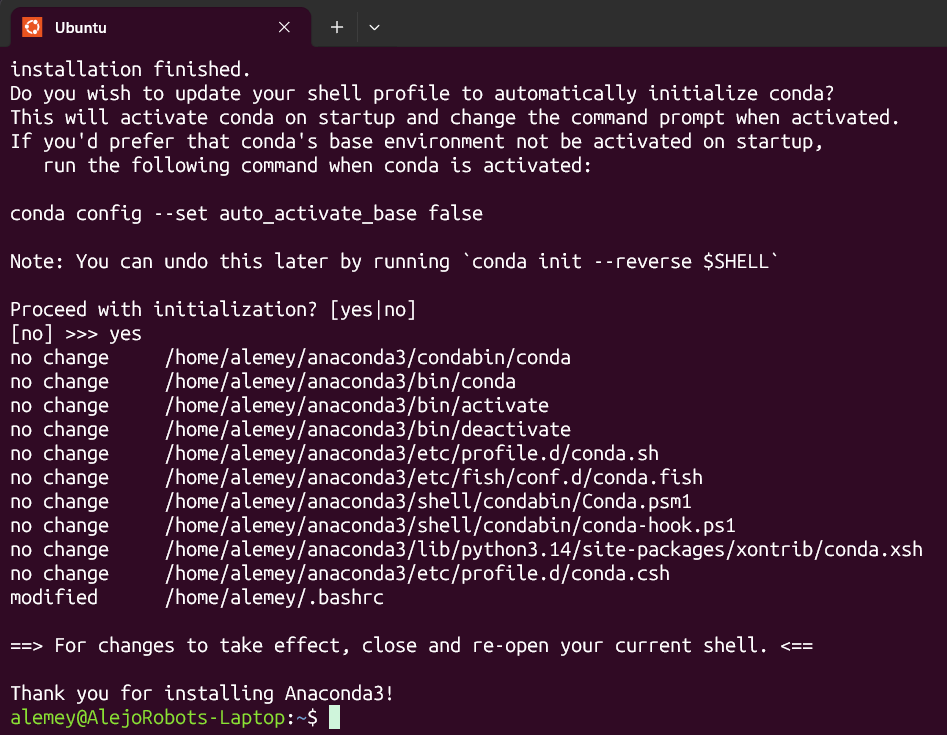 Ubuntu
installation finished.
Do you wish to update your shell profile to automatically initialize conda?
This will activate conda on startup and change the command prompt when activated.
If you'd prefer that conda's base environment not be activated on startup,
   run the following command when conda is activated:

conda config --set auto_activate_base false

Note: You can undo this later by running `conda init --reverse $SHELL`

Proceed with initialization? [yes|no]
[no] >>> yes
no change     /home/alemey/anaconda3/condabin/conda
no change     /home/alemey/anaconda3/bin/conda
no change     /home/alemey/anaconda3/bin/activate
no change     /home/alemey/anaconda3/bin/deactivate
no change     /home/alemey/anaconda3/etc/profile.d/conda.sh
no change     /home/alemey/anaconda3/etc/fish/conf.d/conda.fish
no change     /home/alemey/anaconda3/shell/condabin/Conda.psm1
no change     /home/alemey/anaconda3/shell/condabin/conda-hook.ps1
no change     /home/alemey/anaconda3/lib/python3.14/site-packages/xontrib/conda.xsh
no change     /home/alemey/anaconda3/etc/profile.d/conda.csh
modified      /home/alemey/.bashrc

==> For changes to take effect, close and re-open your current shell. <==

Thank you for installing Anaconda3!
alemey@AlejoRobots-Laptop:~$